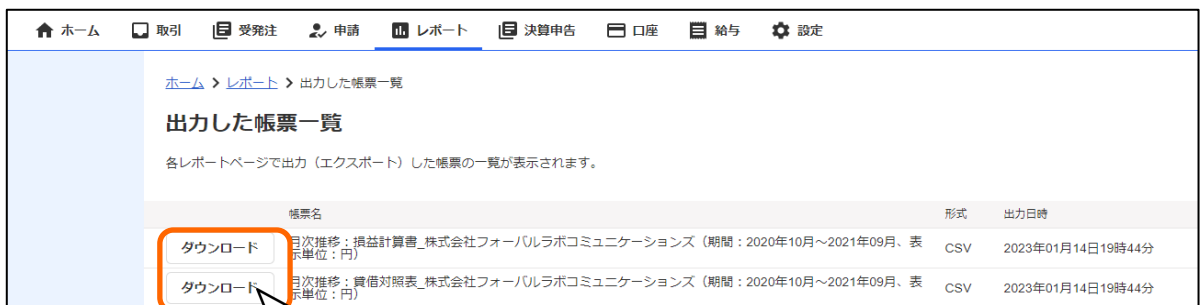 ホーム 取引 受発注 申請 レポート 決算申告 口座 給与 設定
ホーム > レポート > 出力した帳票一覧
出力した帳票一覧
各レポートページで出力（エクスポート）した帳票の一覧が表示されます。
帳票名 形式 出力日時
ダウンロード 月次推移：損益計算書_株式会社フォーバルラボコミュニケーションズ（期間：2020年10月～2021年09月、表
示単位：円） CSV 2023年01月14日19時44分
ダウンロード 月次推移：貸借対照表_株式会社フォーバルラボコミュニケーションズ（期間：2020年10月～2021年09月、表
示単位：円） CSV 2023年01月14日19時44分